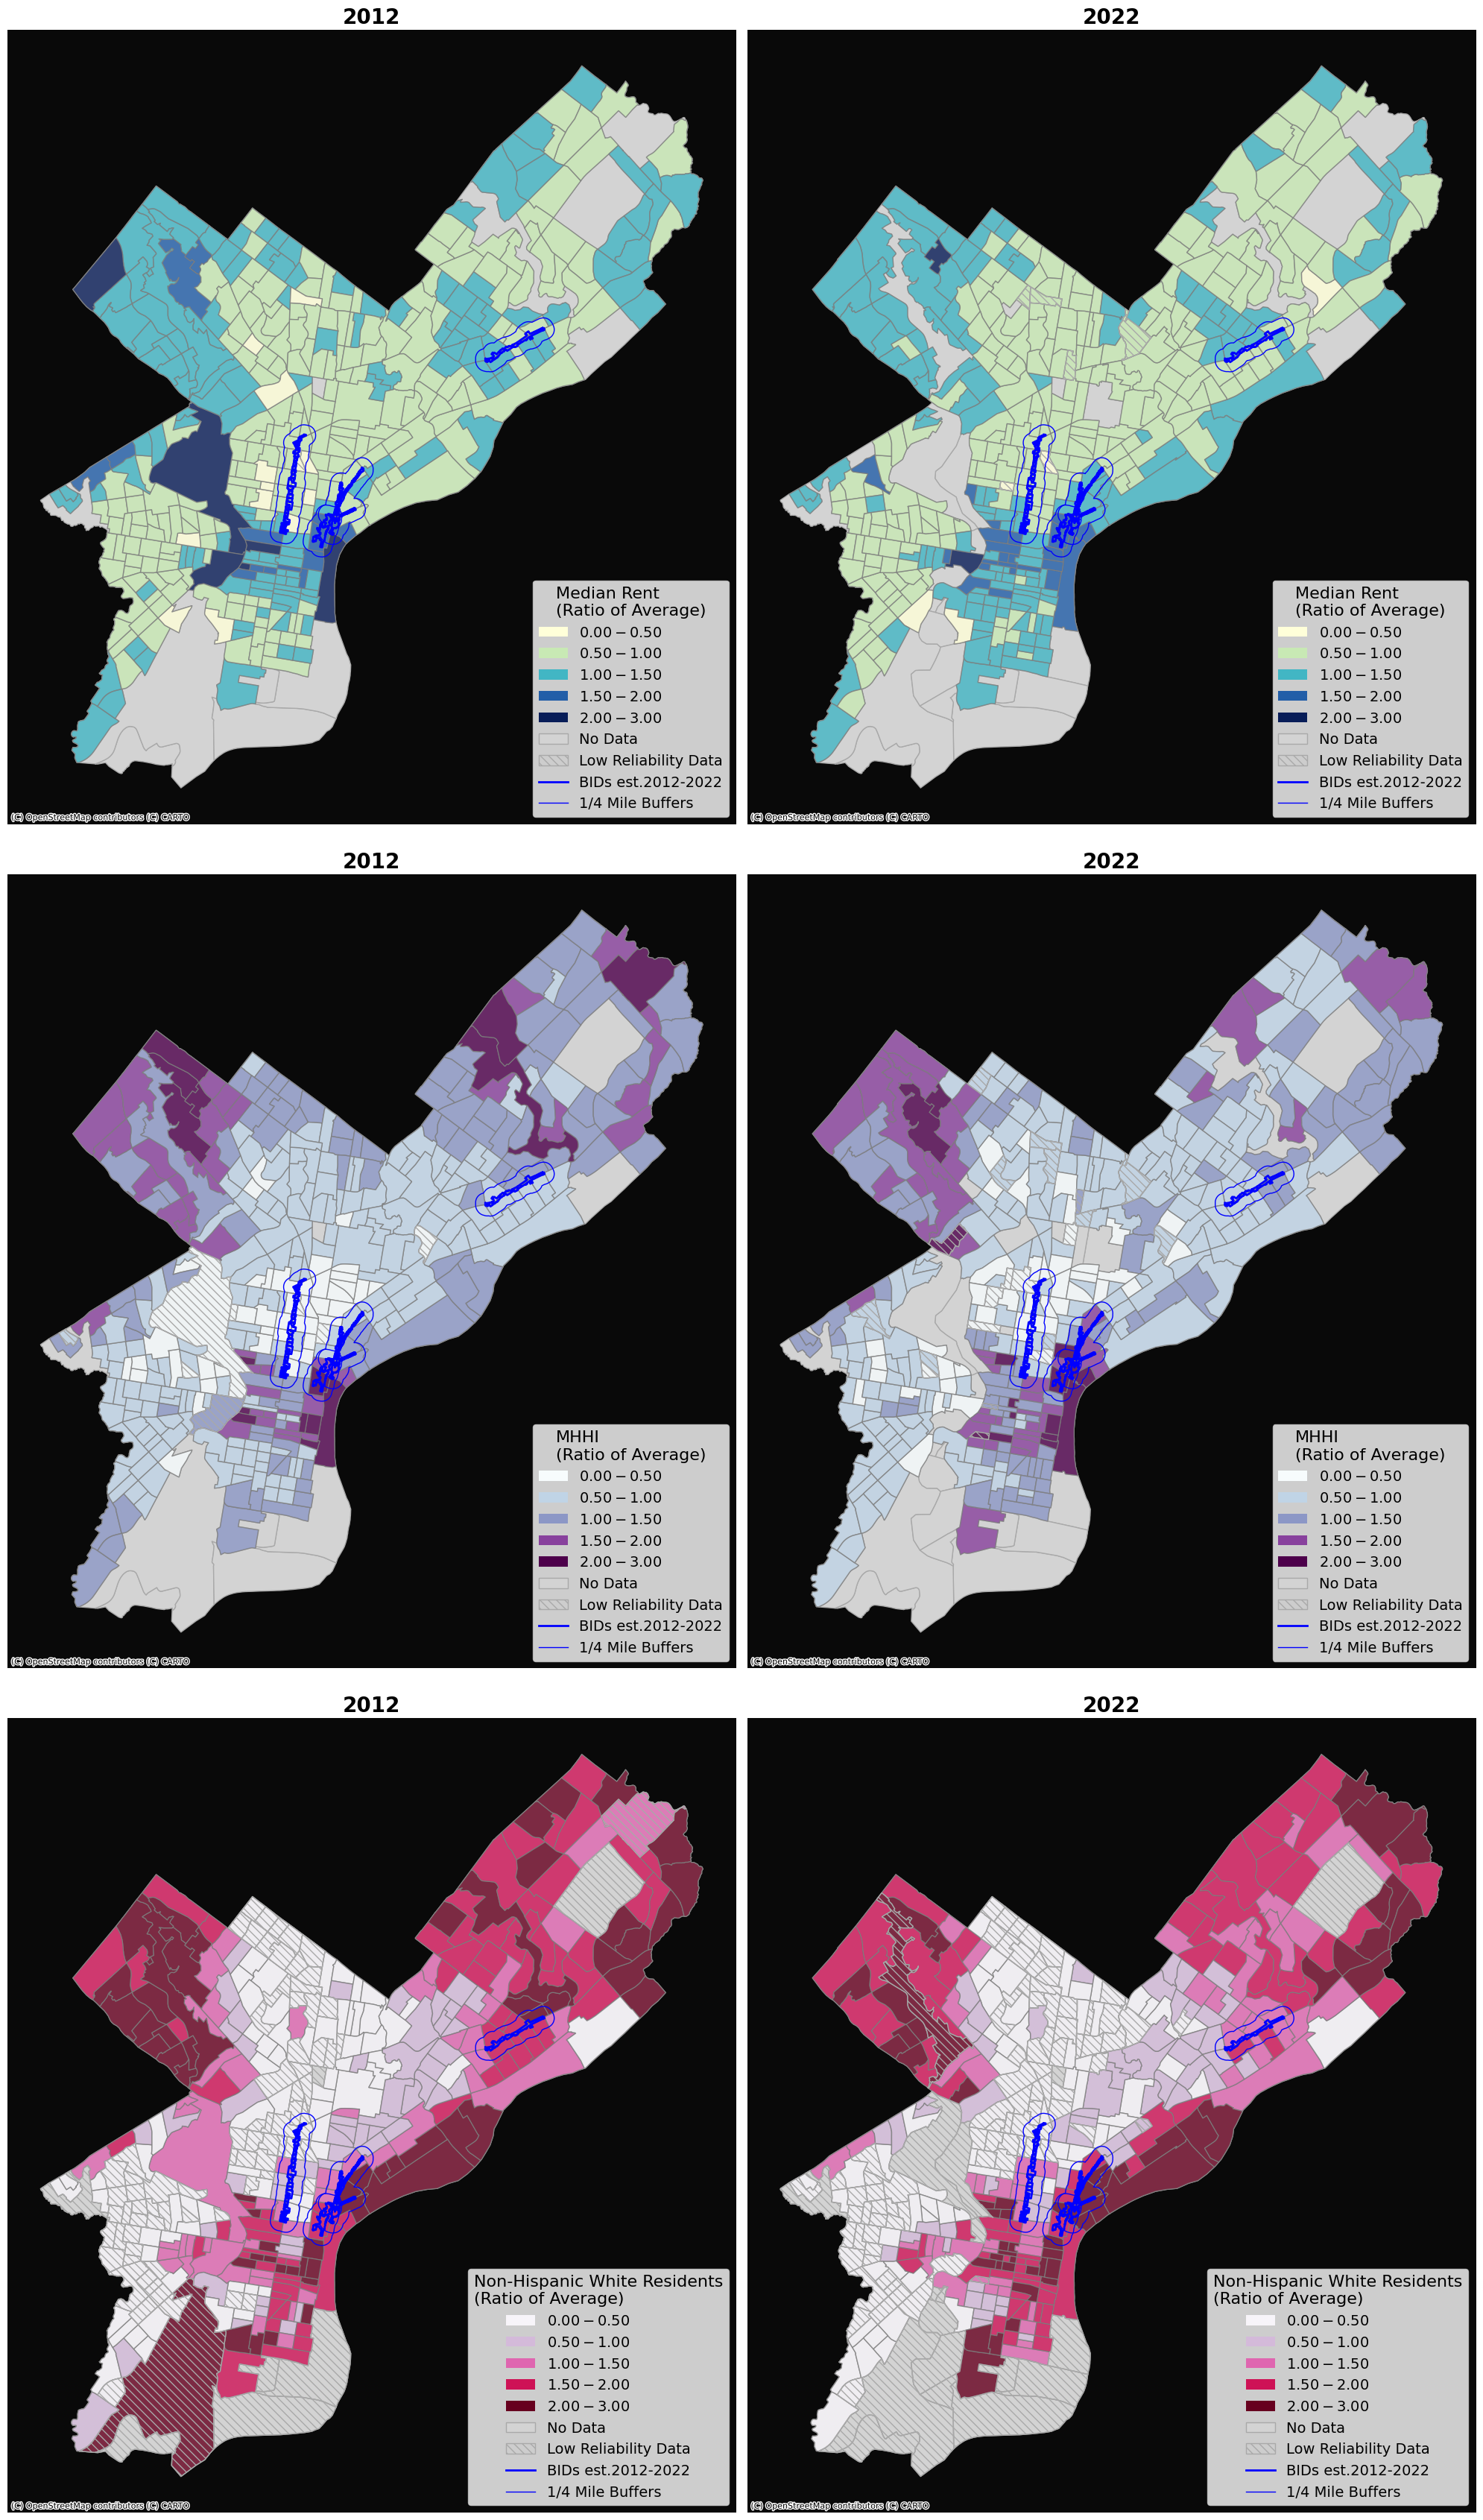 2012
2022
Median Rent
(Ratio of Average)
0.00 − 0.50
0.50 − 1.00
1.00 − 1.50
1.50 − 2.00
2.00 − 3.00
No Data
Low Reliability Data
BIDs est.2012-2022
1/4 Mile Buffers
(C) OpenStreetMap contributors (C) CARTO
Median Rent
(Ratio of Average)
0.00 − 0.50
0.50 − 1.00
1.00 − 1.50
1.50 − 2.00
2.00 − 3.00
No Data
Low Reliability Data
BIDs est.2012-2022
1/4 Mile Buffers
(C) OpenStreetMap contributors (C) CARTO
2012
2022
MHHI
(Ratio of Average)
0.00 − 0.50
0.50 − 1.00
1.00 − 1.50
1.50 − 2.00
2.00 − 3.00
No Data
Low Reliability Data
BIDs est.2012-2022
1/4 Mile Buffers
(C) OpenStreetMap contributors (C) CARTO
MHHI
(Ratio of Average)
0.00 − 0.50
0.50 − 1.00
1.00 − 1.50
1.50 − 2.00
2.00 − 3.00
No Data
Low Reliability Data
BIDs est.2012-2022
1/4 Mile Buffers
(C) OpenStreetMap contributors (C) CARTO
2012
2022
Non-Hispanic White Residents
(Ratio of Average)
0.00 − 0.50
0.50 − 1.00
1.00 − 1.50
1.50 − 2.00
2.00 − 3.00
No Data
Low Reliability Data
BIDs est.2012-2022
1/4 Mile Buffers
(C) OpenStreetMap contributors (C) CARTO
Non-Hispanic White Residents
(Ratio of Average)
0.00 − 0.50
0.50 − 1.00
1.00 − 1.50
1.50 − 2.00
2.00 − 3.00
No Data
Low Reliability Data
BIDs est.2012-2022
1/4 Mile Buffers
(C) OpenStreetMap contributors (C) CARTO